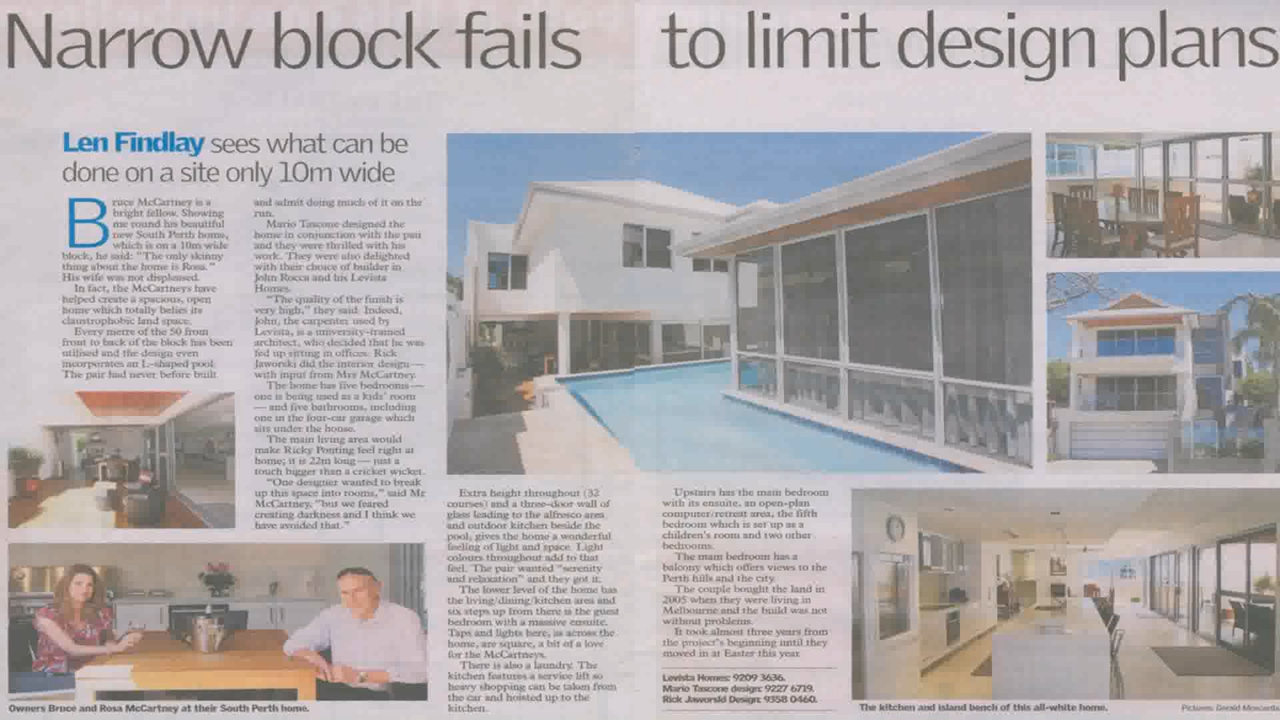 Narrow block fails to limit design plans
Len Findlay sees what can be
done on a site only 10m wide
Bruce McCartney is a
bright fellow. Showing
me round his beautiful
new South Perth home,
which is on a 10m wide
block, he said: "The only skinny
thing about the home is Rosa."
His wife was not displeased.
In fact, the McCartneys have
helped create a spacious, open
home which totally belies its
claustrophobic land space.
Every metre of the 50 from
front to back of the block has been
utilised and the design even
incorporates an L-shaped pool.
The pair had never before built
and admit doing much of it on the
run.
Mario Tascone designed the
home in conjunction with the pair
and they were thrilled with his
work. They were also delighted
with their choice of builder in
John Rocca and his Levista
Homes.
"The quality of the finish is
very high," they said. Indeed,
John, the carpenter used by
Levista, is a university-trained
architect, who decided that he was
fed up sitting in offices. Rick
Jaworski did the interior design —
with input from Mrs McCartney.
The home has five bedrooms —
one is being used as a kids' room
— and five bathrooms, including
one in the four-car garage which
sits under the house.
The main living area would
make Ricky Ponting feel right at
home; it is 22m long — just a
touch bigger than a cricket wicket.
"One designer wanted to break
up this space into rooms," said Mr
McCartney, "but we feared
creating darkness and I think we
have avoided that."
Extra height throughout (32
courses) and a three-door wall of
glass leading to the alfresco area
and outdoor kitchen beside the
pool, gives the home a wonderful
feeling of light and space. Light
colours throughout add to that
feel. The pair wanted "serenity
and relaxation" and they got it.
The lower level of the home has
the living/dining/kitchen area and
six steps up from there is the guest
bedroom with a massive ensuite.
Taps and lights here, as across the
home, are square, a bit of a love
for the McCartneys.
There is also a laundry. The
kitchen features a service lift so
heavy shopping can be taken from
the car and hoisted up to the
kitchen.
Upstairs has the main bedroom
with its ensuite, an open-plan
computer/retreat area, the fifth
bedroom which is set up as a
children's room and two other
bedrooms.
The main bedroom has a
balcony which offers views to the
Perth hills and the city.
The couple bought the land in
2005 when they were living in
Melbourne and the build was not
without problems.
It took almost three years from
the project's beginning until they
moved in at Easter this year.
Levista Homes: 9209 3636.
Mario Tascone design: 9227 6719.
Rick Jaworski Design: 9358 0460.
Owners Bruce and Rosa McCartney at their South Perth home.
The kitchen and island bench of this all-white home.
Pictures: Gerald Moscarda